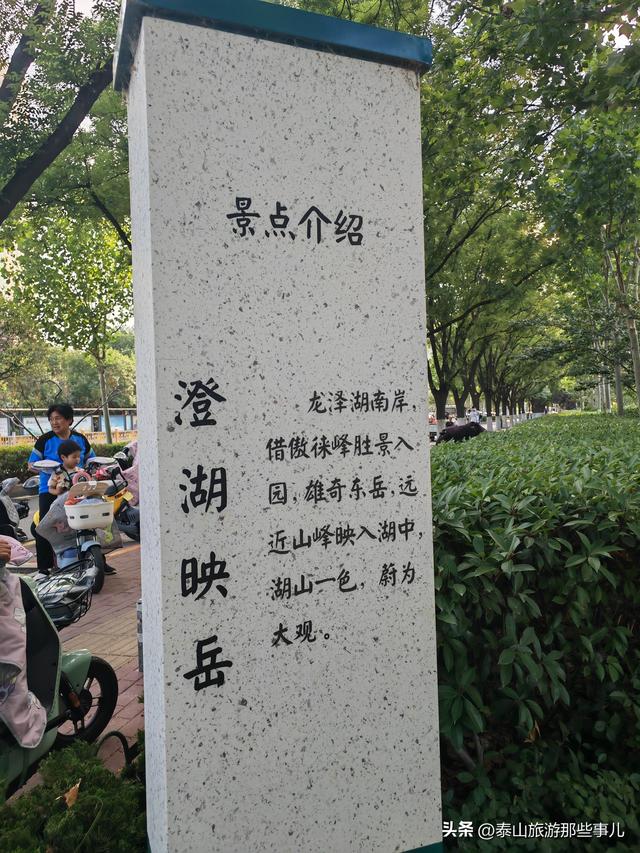 景点介绍
澄湖映岳
龙泽湖南岸,
借傲徕峰胜景入
园,雄奇东岳,远
近山峰映入湖中,
湖山一色,蔚为
大观。
头条 @泰山旅游那些事儿